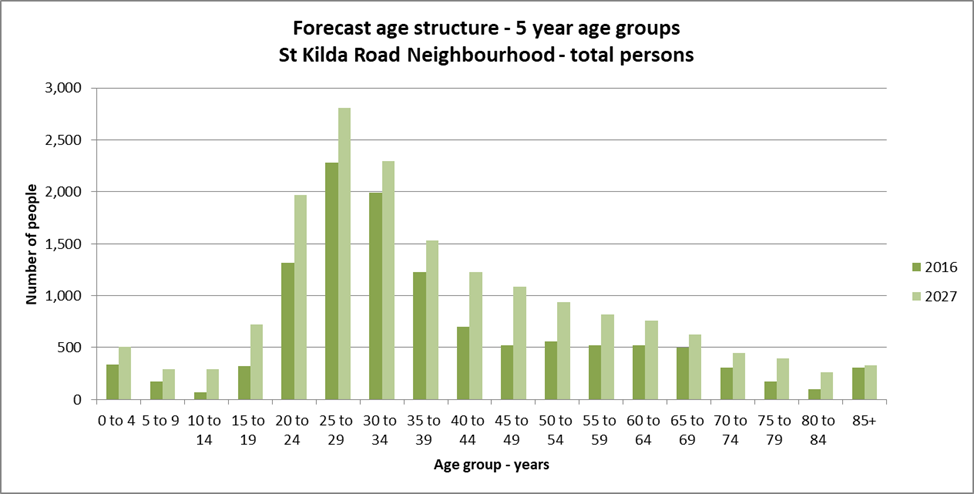 Forecast age structure - 5 year age groups
St Kilda Road Neighbourhood - total persons
3,000
2,500
2,000
1,500
1,000
500
0
Number of people
0 to 4 5 to 9 10 to 15 to 20 to 25 to 30 to 35 to 40 to 45 to 50 to 55 to 60 to 65 to 70 to 75 to 80 to 85+
14 19 24 29 34 39 44 49 54 59 64 69 74 79 84
Age group - years
2016
2027